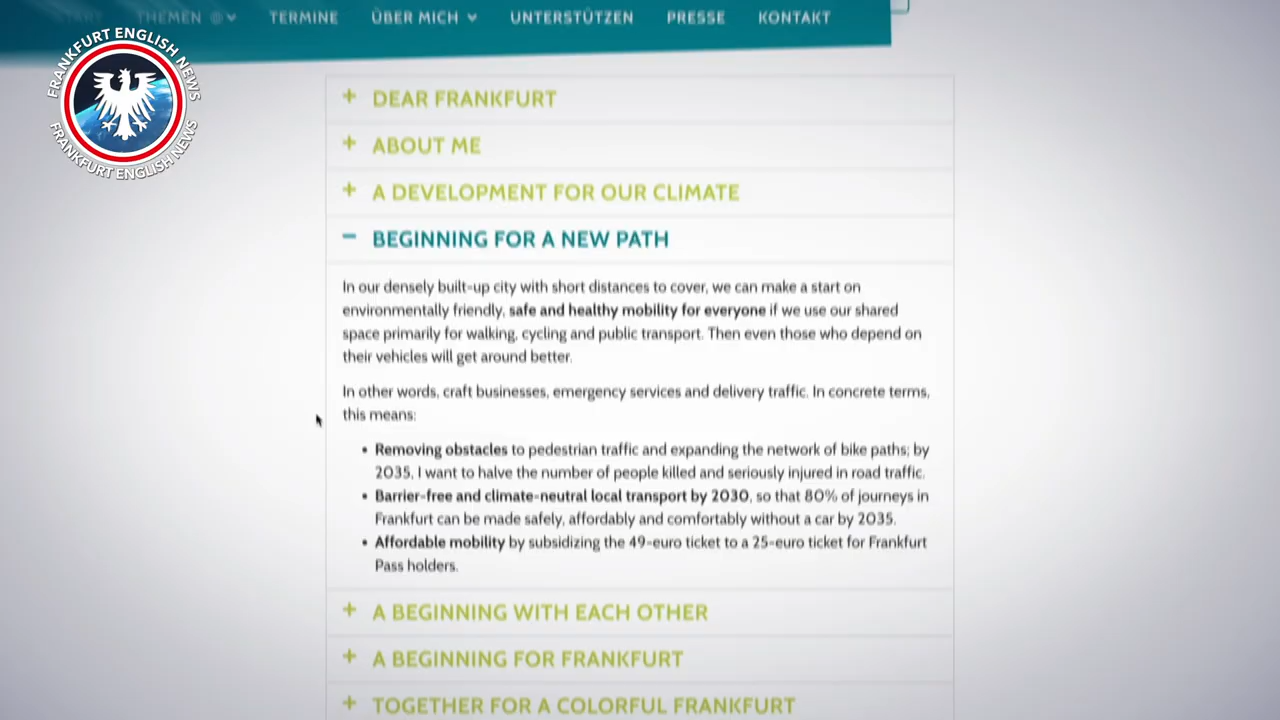 START THEMEN TERMINE ÜBER MICH UNTERSTÜTZEN PRESSE KONTAKT
FRANKFURT ENGLISH NEWS
FRANKFURT ENGLISH NEWS
+ DEAR FRANKFURT
+ ABOUT ME
+ A DEVELOPMENT FOR OUR CLIMATE
− BEGINNING FOR A NEW PATH
In our densely built-up city with short distances to cover, we can make a start on
environmentally friendly, safe and healthy mobility for everyone if we use our shared
space primarily for walking, cycling and public transport. Then even those who depend on
their vehicles will get around better.
In other words, craft businesses, emergency services and delivery traffic. In concrete terms,
this means:
• Removing obstacles to pedestrian traffic and expanding the network of bike paths; by
2035, I want to halve the number of people killed and seriously injured in road traffic.
• Barrier-free and climate-neutral local transport by 2030, so that 80% of journeys in
Frankfurt can be made safely, affordably and comfortably without a car by 2035.
• Affordable mobility by subsidizing the 49-euro ticket to a 25-euro ticket for Frankfurt
Pass holders.
+ A BEGINNING WITH EACH OTHER
+ A BEGINNING FOR FRANKFURT
+ TOGETHER FOR A COLORFUL FRANKFURT